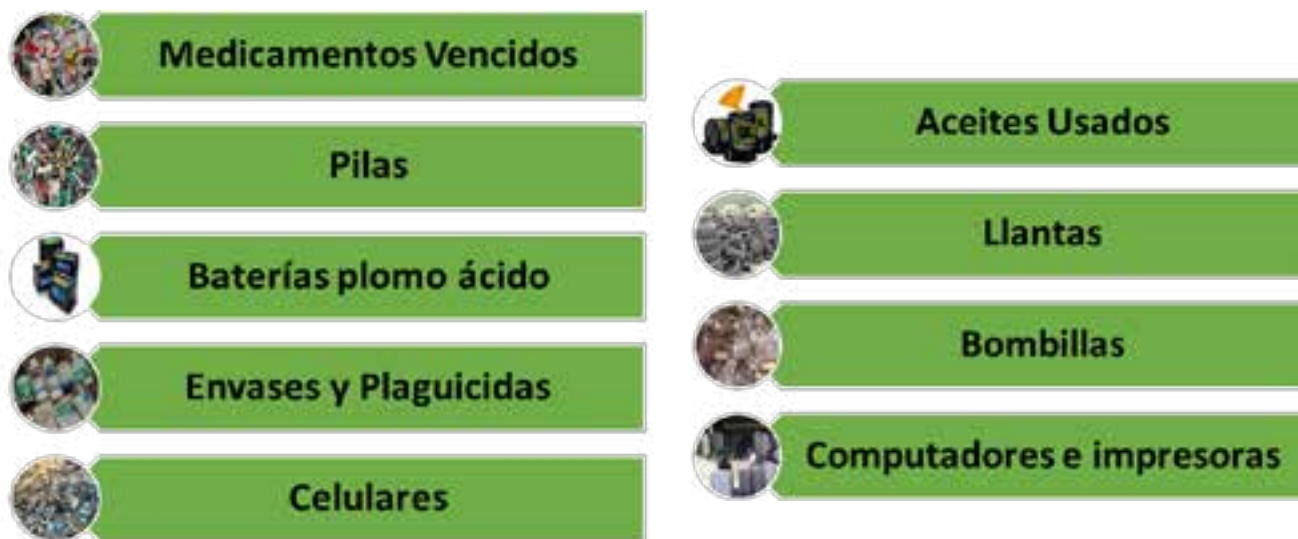 Medicamentos Vencidos
Pilas
Baterías plomo ácido
Envases y Plaguicidas
Celulares
Aceites Usados
Llantas
Bombillas
Computadores e impresoras